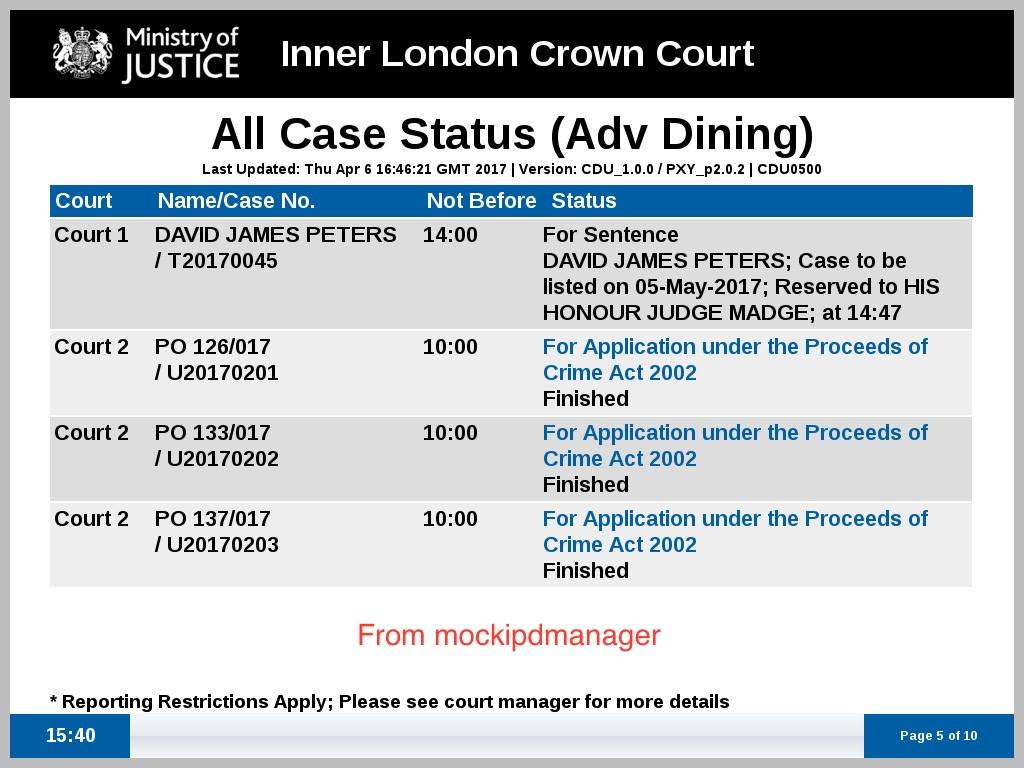 Ministry of
JUSTICE
Inner London Crown Court
All Case Status (Adv Dining)
Last Updated: Thu Apr 6 16:46:21 GMT 2017 | Version: CDU_1.0.0 / PXY_p2.0.2 | CDU0500
Court Name/Case No. Not Before Status
Court 1 DAVID JAMES PETERS 14:00 For Sentence
/ T20170045 DAVID JAMES PETERS; Case to be
listed on 05-May-2017; Reserved to HIS
HONOUR JUDGE MADGE; at 14:47
Court 2 PO 126/017 10:00 For Application under the Proceeds of
/ U20170201 Crime Act 2002
Finished
Court 2 PO 133/017 10:00 For Application under the Proceeds of
/ U20170202 Crime Act 2002
Finished
Court 2 PO 137/017 10:00 For Application under the Proceeds of
/ U20170203 Crime Act 2002
Finished
From mockipdmanager
* Reporting Restrictions Apply; Please see court manager for more details
15:40 Page 5 of 10